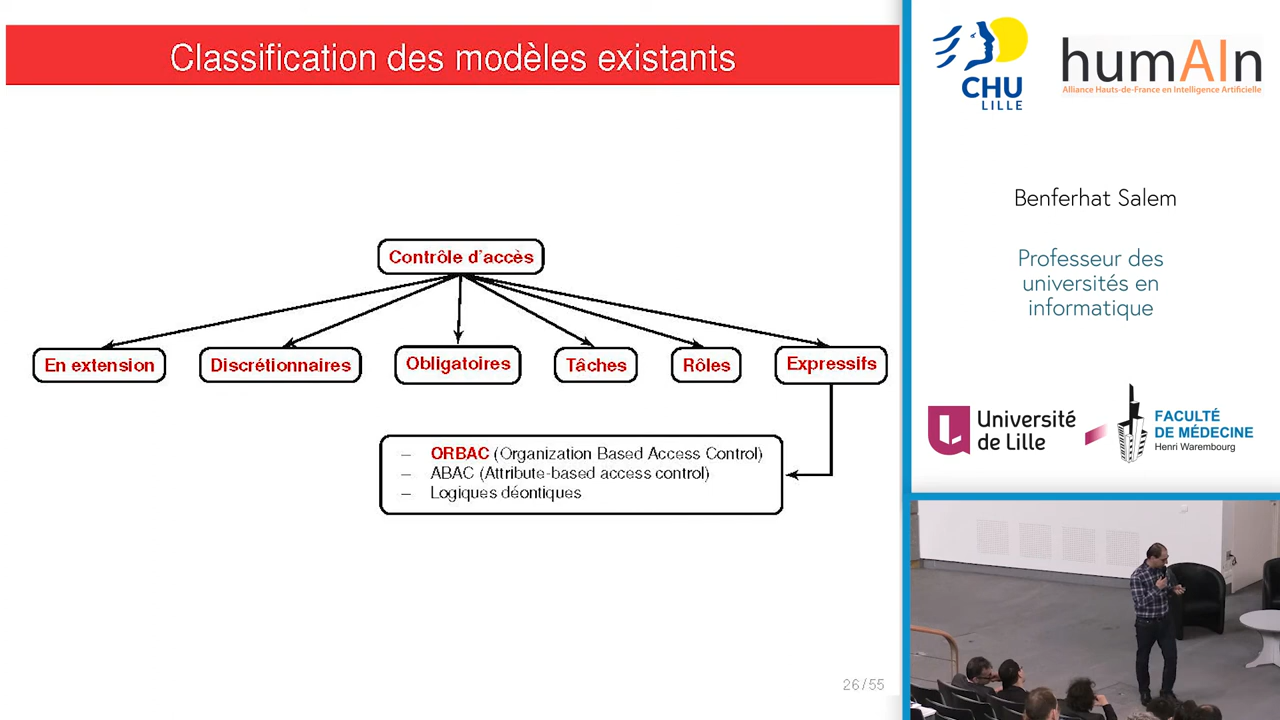 Classification des modèles existants
Contrôle d'accès
En extension
Discrétionnaires
Obligatoires
Tâches
Rôles
Expressifs
– ORBAC (Organization Based Access Control)
– ABAC (Attribute-based access control)
– Logiques déontiques
26/55
CHU
LILLE
humAIn
Alliance Hauts-de-France en Intelligence Artificielle
Benferhat Salem
Professeur des
universités en
informatique
Université
de Lille
FACULTÉ
DE MÉDECINE
Henri Warembourg